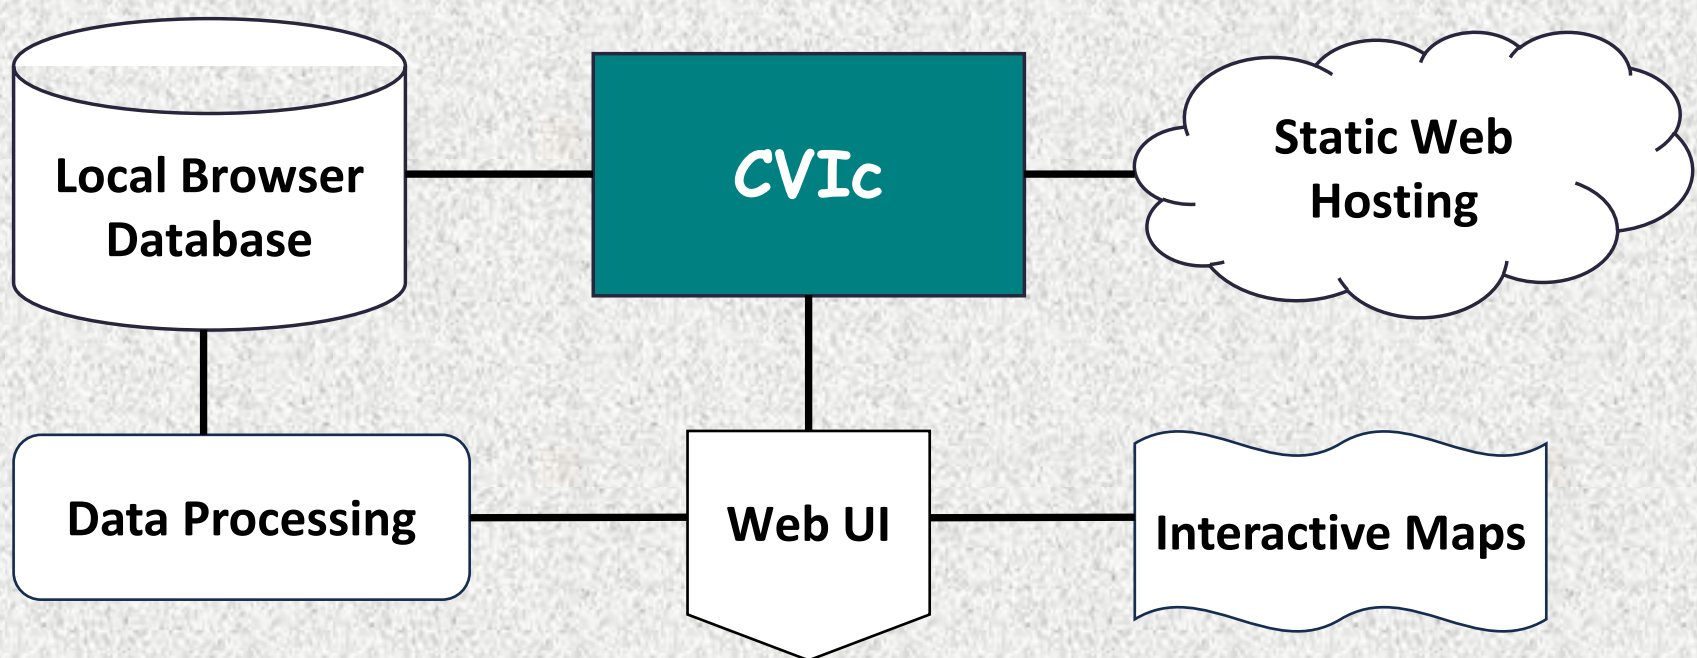 Local Browser
Database
CVIc
Static Web
Hosting
Data Processing
Web UI
Interactive Maps